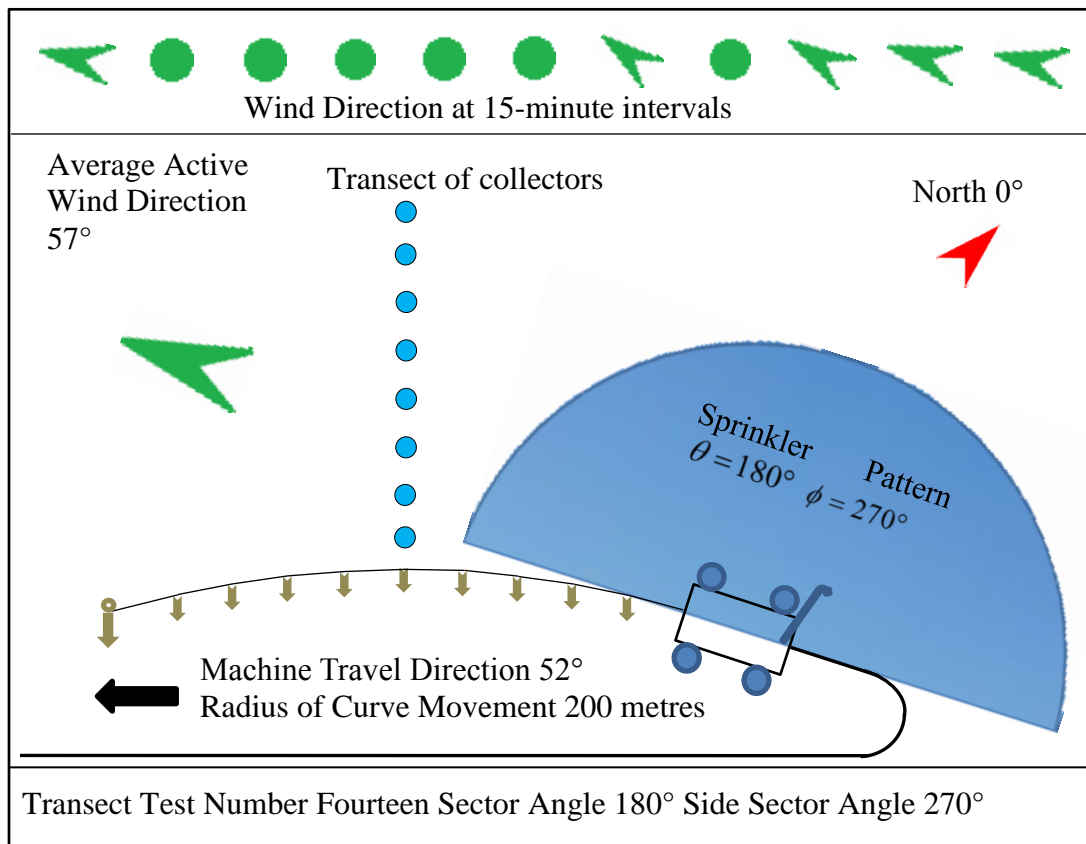 Wind Direction at 15-minute intervals
Average Active
Wind Direction
57°
Transect of collectors
North 0°
Sprinkler Pattern
θ = 180° ϕ = 270°
Machine Travel Direction 52°
Radius of Curve Movement 200 metres
Transect Test Number Fourteen Sector Angle 180° Side Sector Angle 270°